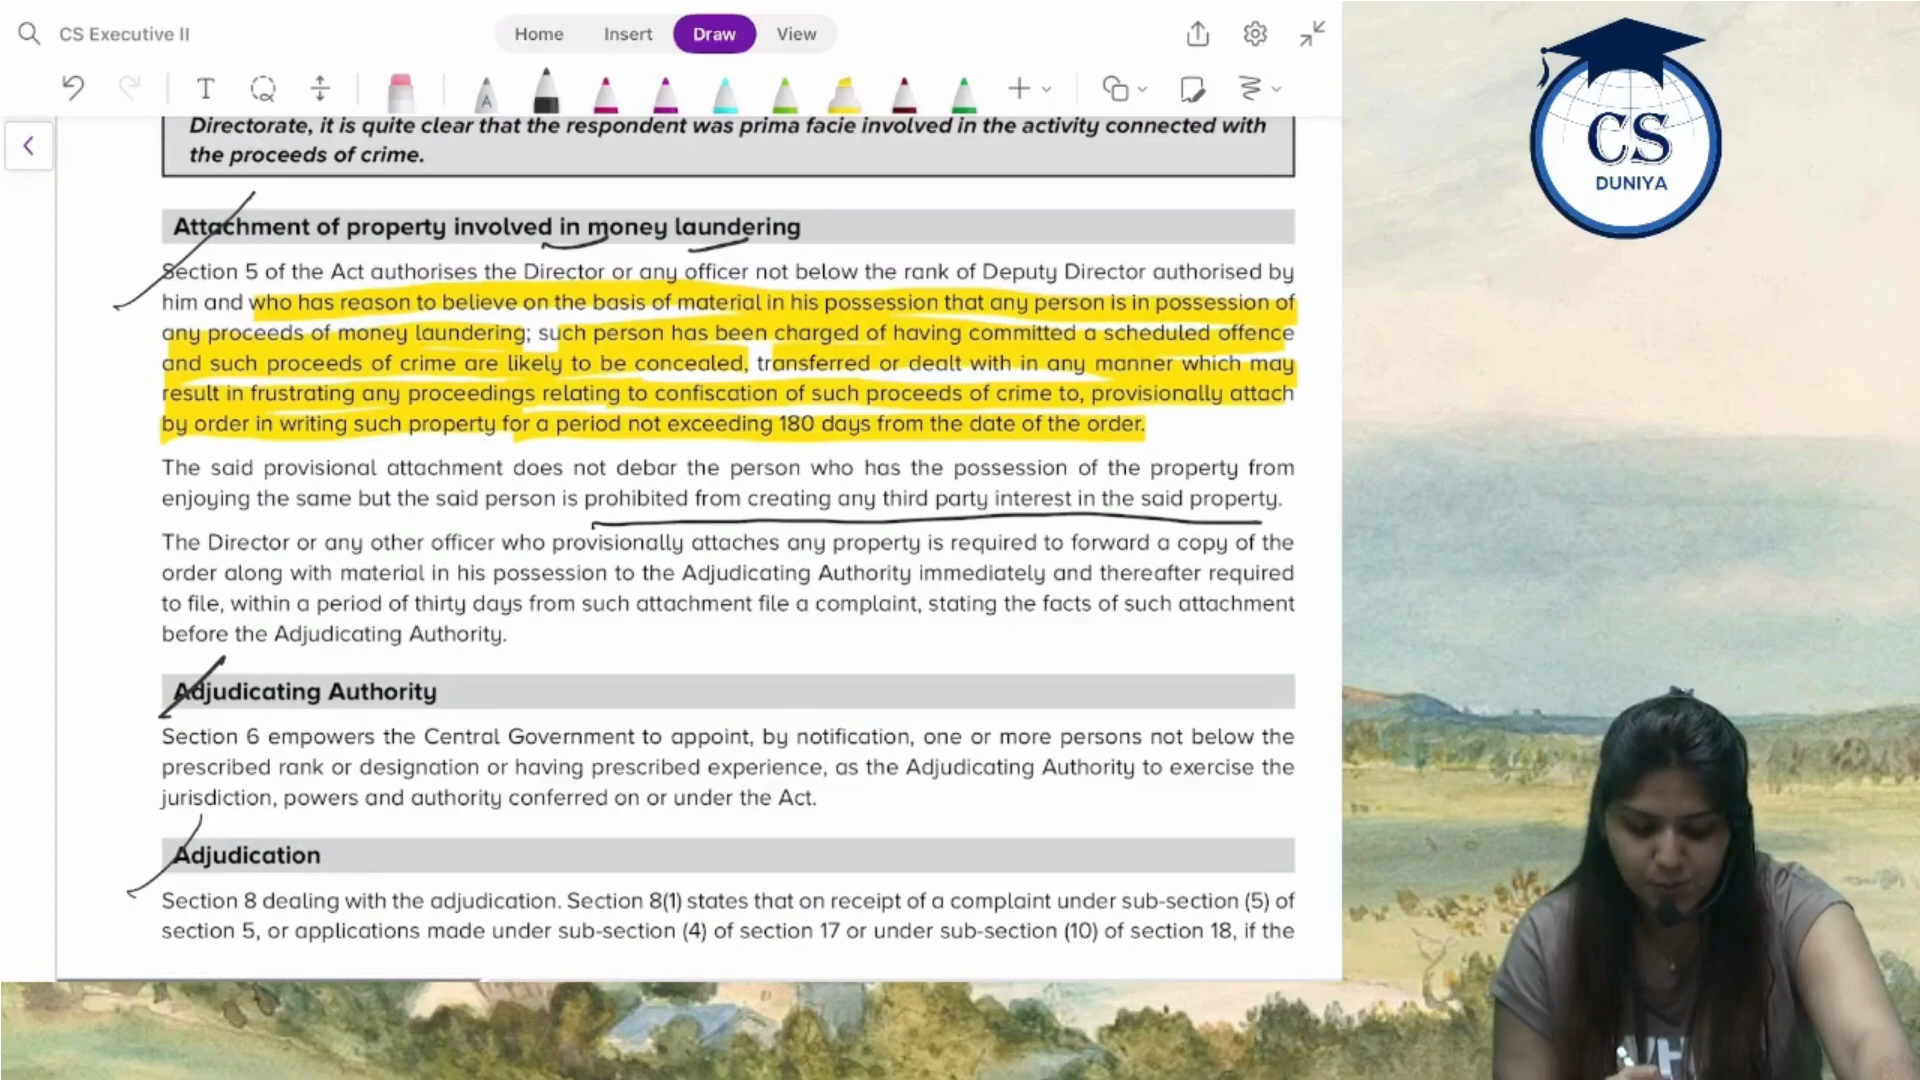 CS Executive II
Home Insert Draw View
T
A
Directorate, it is quite clear that the respondent was prima facie involved in the activity connected with
the proceeds of crime.
Attachment of property involved in money laundering
Section 5 of the Act authorises the Director or any officer not below the rank of Deputy Director authorised by
him and who has reason to believe on the basis of material in his possession that any person is in possession of
any proceeds of money laundering; such person has been charged of having committed a scheduled offence
and such proceeds of crime are likely to be concealed, transferred or dealt with in any manner which may
result in frustrating any proceedings relating to confiscation of such proceeds of crime to, provisionally attach
by order in writing such property for a period not exceeding 180 days from the date of the order.
The said provisional attachment does not debar the person who has the possession of the property from
enjoying the same but the said person is prohibited from creating any third party interest in the said property.
The Director or any other officer who provisionally attaches any property is required to forward a copy of the
order along with material in his possession to the Adjudicating Authority immediately and thereafter required
to file, within a period of thirty days from such attachment file a complaint, stating the facts of such attachment
before the Adjudicating Authority.
Adjudicating Authority
Section 6 empowers the Central Government to appoint, by notification, one or more persons not below the
prescribed rank or designation or having prescribed experience, as the Adjudicating Authority to exercise the
jurisdiction, powers and authority conferred on or under the Act.
Adjudication
Section 8 dealing with the adjudication. Section 8(1) states that on receipt of a complaint under sub-section (5) of
section 5, or applications made under sub-section (4) of section 17 or under sub-section (10) of section 18, if the
CS
DUNIYA